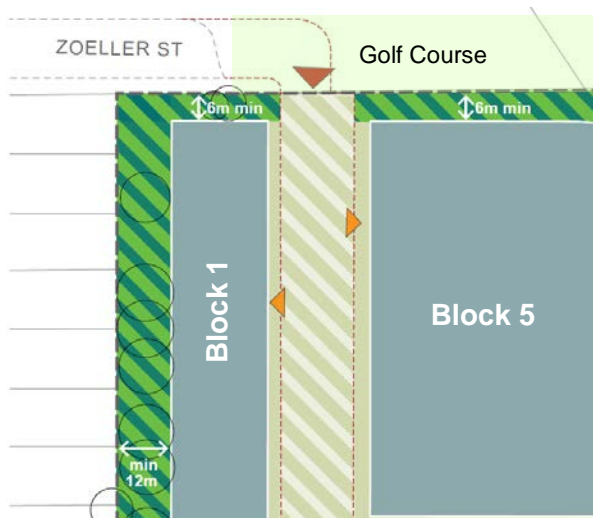 ZOELLER ST
Golf Course
6m min
6m min
Block 1
Block 5
min
12m